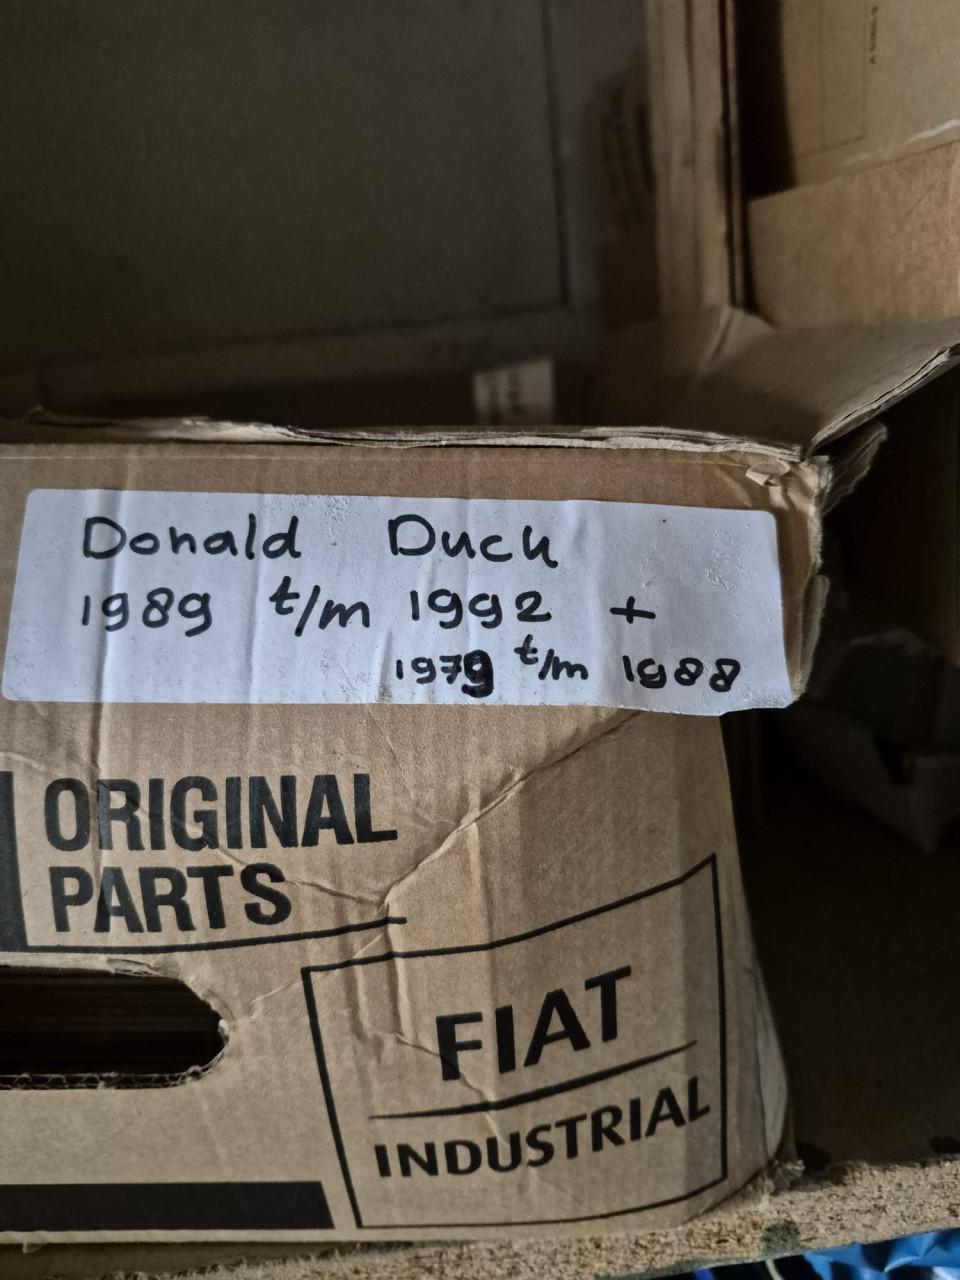 Donald Duck
1989 t/m 1992 +
1979 t/m 1988
ORIGINAL
PARTS
FIAT
INDUSTRIAL